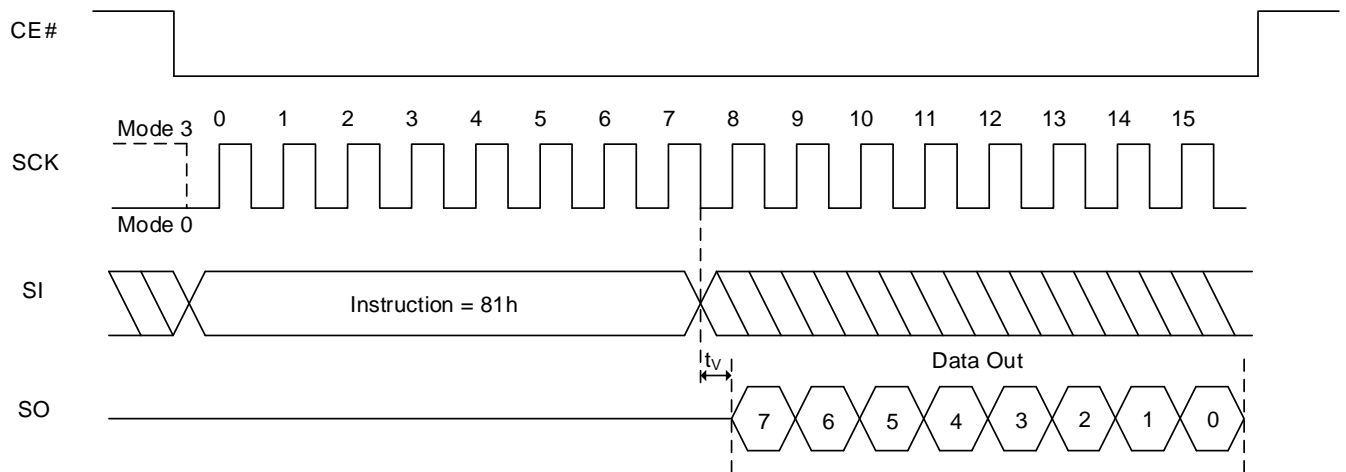 CE#
0 1 2 3 4 5 6 7 8 9 10 11 12 13 14 15
Mode 3
SCK
Mode 0
SI
Instruction = 81h
tV
Data Out
SO
7 6 5 4 3 2 1 0